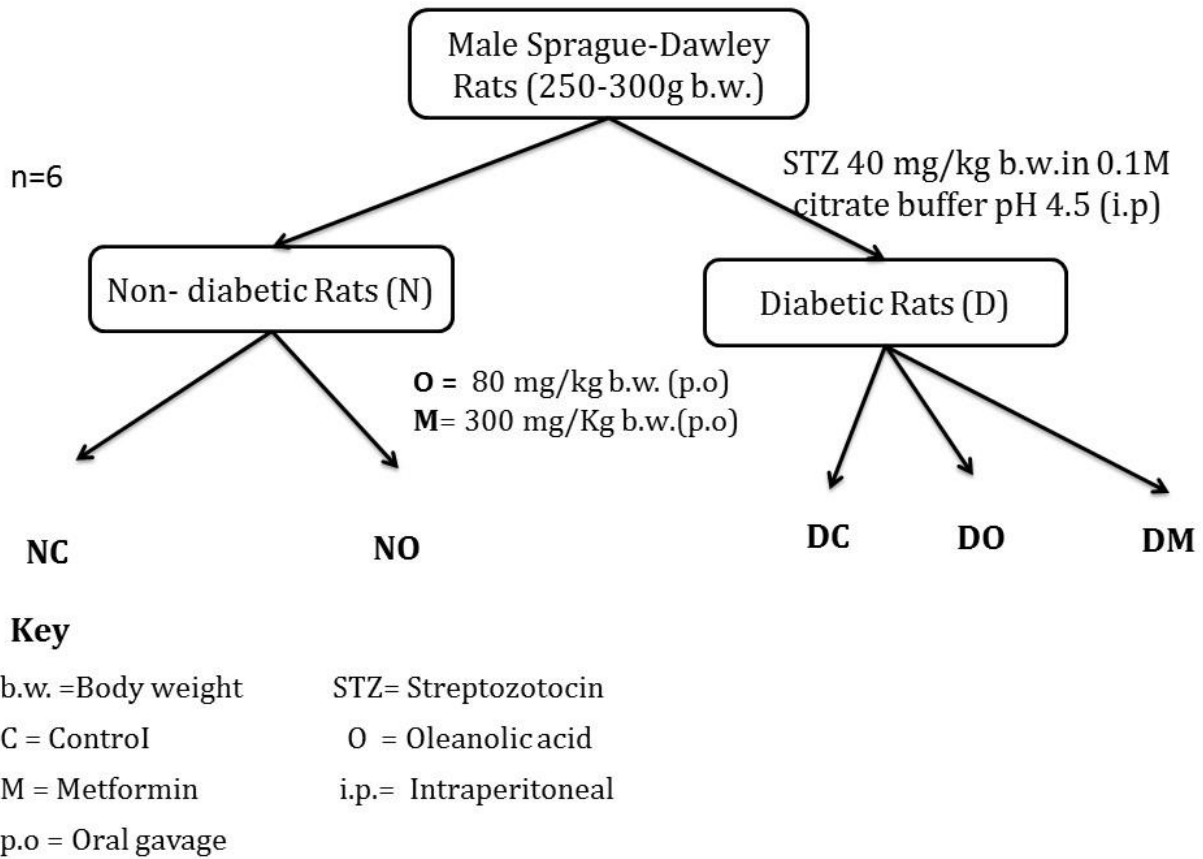 Male Sprague-Dawley
Rats (250-300g b.w.)
n=6
STZ 40 mg/kg b.w.in 0.1M
citrate buffer pH 4.5 (i.p)
Non- diabetic Rats (N)
Diabetic Rats (D)
O = 80 mg/kg b.w. (p.o)
M= 300 mg/Kg b.w.(p.o)
NC
NO
DC
DO
DM
Key
b.w. =Body weight
STZ= Streptozotocin
C = ControI
O = Oleanolic acid
M = Metformin
i.p.= Intraperitoneal
p.o = Oral gavage